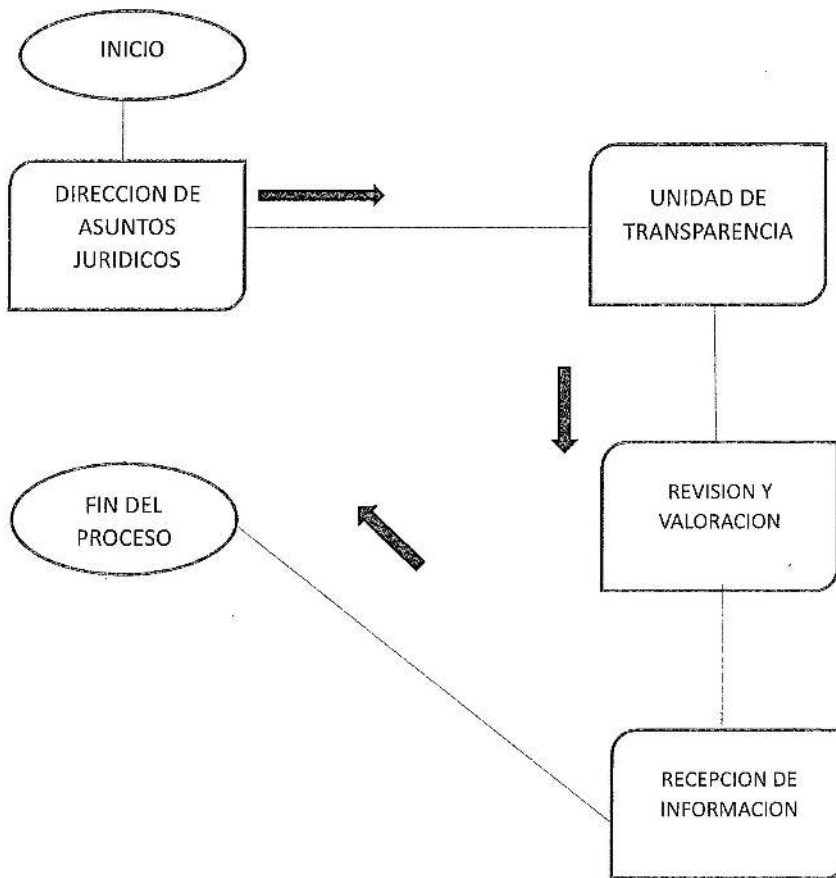 INICIO
DIRECCION DE
ASUNTOS
JURIDICOS
UNIDAD DE
TRANSPARENCIA
REVISION Y
VALORACION
RECEPCION DE
INFORMACION
FIN DEL
PROCESO